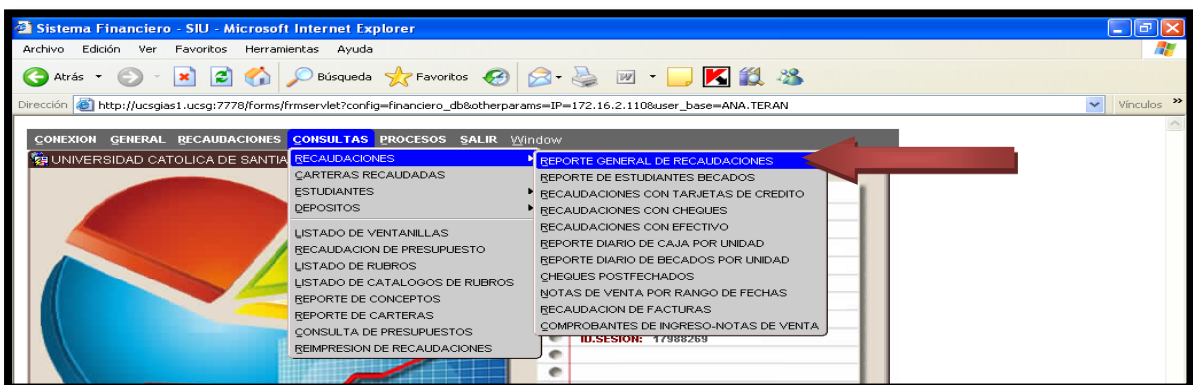 Sistema Financiero - SIU - Microsoft Internet Explorer
Archivo Edición Ver Favoritos Herramientas Ayuda
Atrás Búsqueda Favoritos
Dirección http://ucsgias1.ucsg:7778/forms/frmservlet?config=financiero_db&otherparams=IP=172.16.2.110&user_base=ANA.TERAN Vínculos »
CONEXION GENERAL RECAUDACIONES CONSULTAS PROCESOS SALIR Window
UNIVERSIDAD CATOLICA DE SANTIA
RECAUDACIONES
CARTERAS RECAUDADAS
ESTUDIANTES
DEPOSITOS
LISTADO DE VENTANILLAS
RECAUDACION DE PRESUPUESTO
LISTADO DE RUBROS
LISTADO DE CATALOGOS DE RUBROS
REPORTE DE CONCEPTOS
REPORTE DE CARTERAS
CONSULTA DE PRESUPUESTOS
REIMPRESION DE RECAUDACIONES
REPORTE GENERAL DE RECAUDACIONES
REPORTE DE ESTUDIANTES BECADOS
RECAUDACIONES CON TARJETAS DE CREDITO
RECAUDACIONES CON CHEQUES
RECAUDACIONES CON EFECTIVO
REPORTE DIARIO DE CAJA POR UNIDAD
REPORTE DIARIO DE BECADOS POR UNIDAD
CHEQUES POSTFECHADOS
NOTAS DE VENTA POR RANGO DE FECHAS
RECAUDACION DE FACTURAS
COMPROBANTES DE INGRESO-NOTAS DE VENTA
ID.SESION: 17988269